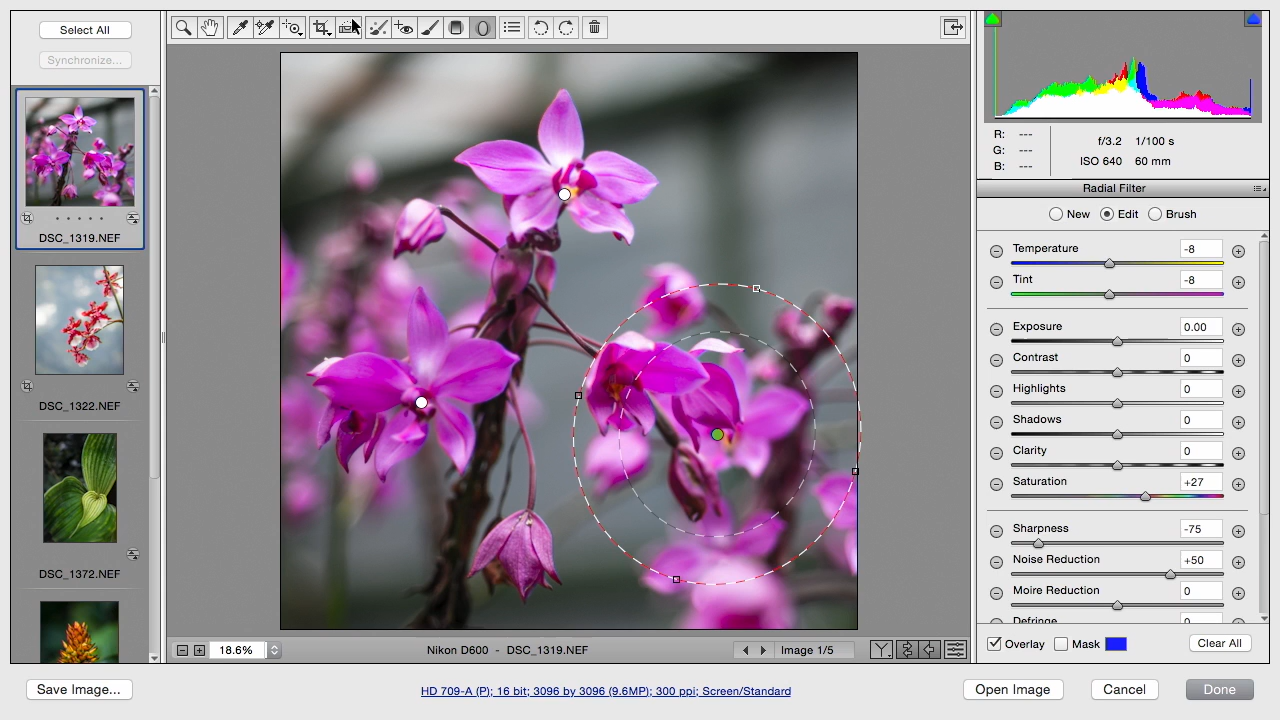 Select All
Synchronize...
DSC_1319.NEF
DSC_1322.NEF
DSC_1372.NEF
18.6%
Nikon D600 - DSC_1319.NEF
Image 1/5
R: ---
G: ---
B: ---
f/3.2 1/100 s
ISO 640 60 mm
Radial Filter
New Edit Brush
Temperature -8
Tint -8
Exposure 0.00
Contrast 0
Highlights 0
Shadows 0
Clarity 0
Saturation +27
Sharpness -75
Noise Reduction +50
Moire Reduction 0
Defringe 0
Overlay Mask Clear All
Save Image...
HD 709-A (P); 16 bit; 3096 by 3096 (9.6MP); 300 ppi; Screen/Standard
Open Image Cancel Done